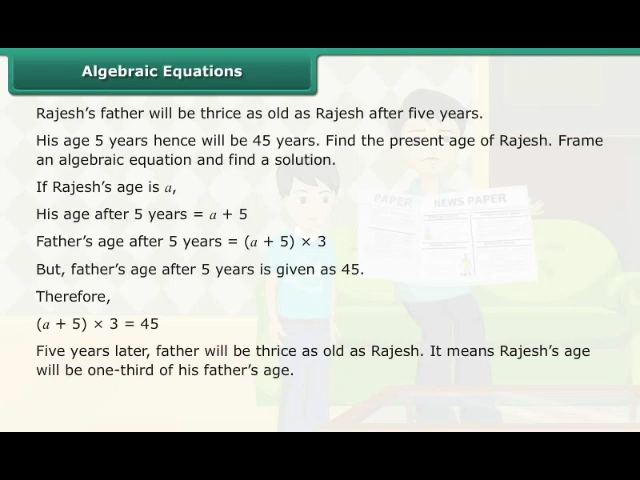 Algebraic Equations
Rajesh’s father will be thrice as old as Rajesh after five years.
His age 5 years hence will be 45 years. Find the present age of Rajesh. Frame
an algebraic equation and find a solution.
If Rajesh’s age is a,
His age after 5 years = a + 5
Father’s age after 5 years = (a + 5) × 3
But, father’s age after 5 years is given as 45.
Therefore,
(a + 5) × 3 = 45
Five years later, father will be thrice as old as Rajesh. It means Rajesh’s age
will be one-third of his father’s age.
PAPER
NEWS PAPER